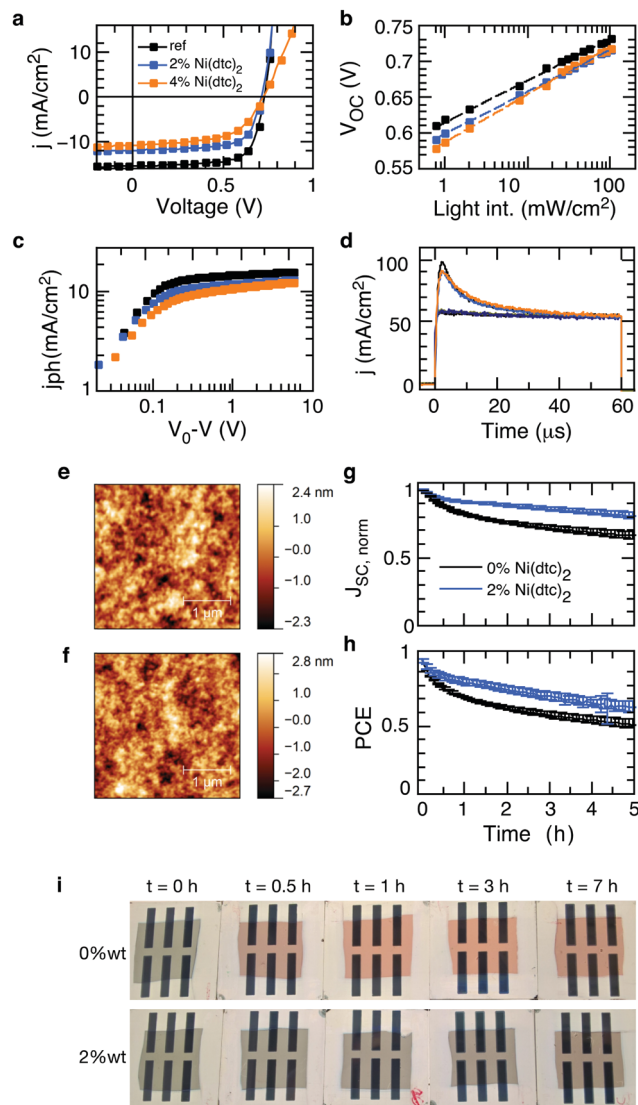 a
ref
2% Ni(dtc)2
4% Ni(dtc)2
j (mA/cm2)
10
0
−10
0
0.5
1
Voltage (V)
b
VOC (V)
0.75
0.70
0.65
0.6
0.55
1
10
100
Light int. (mW/cm2)
c
jph(mA/cm2)
10
1
0.1
1
10
V0-V (V)
d
j (mA/cm2)
100
50
0
0
20
40
60
Time (μs)
e
2.4 nm
1.0
−0.0
−1.0
−2.3
1 μm
f
2.8 nm
1.0
−0.0
−1.0
−2.0
−2.7
1 μm
g
JSC, norm
1
0.5
0
0% Ni(dtc)2
2% Ni(dtc)2
h
PCE
1
0.5
0
0
1
2
3
4
5
Time (h)
i
t = 0 h
t = 0.5 h
t = 1 h
t = 3 h
t = 7 h
0%wt
2%wt